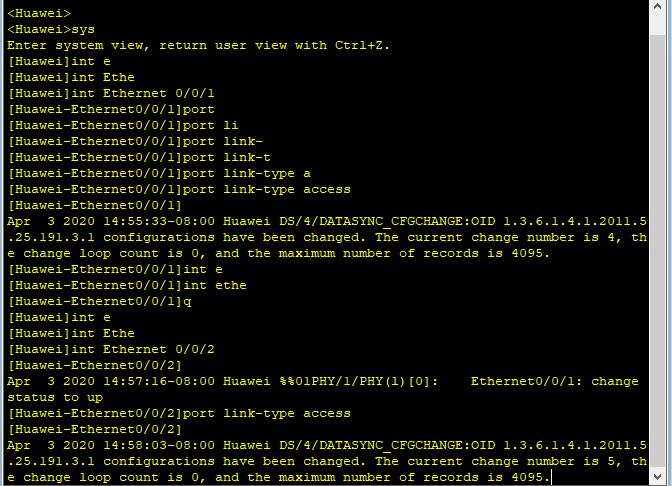 <Huawei>
<Huawei>sys
Enter system view, return user view with Ctrl+Z.
[Huawei]int e
[Huawei]int Ethe
[Huawei]int Ethernet 0/0/1
[Huawei-Ethernet0/0/1]port
[Huawei-Ethernet0/0/1]port li
[Huawei-Ethernet0/0/1]port link-
[Huawei-Ethernet0/0/1]port link-t
[Huawei-Ethernet0/0/1]port link-type a
[Huawei-Ethernet0/0/1]port link-type access
[Huawei-Ethernet0/0/1]
Apr  3 2020 14:55:33-08:00 Huawei DS/4/DATASYNC_CFGCHANGE:OID 1.3.6.1.4.1.2011.5
.25.191.3.1 configurations have been changed. The current change number is 4, th
e change loop count is 0, and the maximum number of records is 4095.
[Huawei-Ethernet0/0/1]int e
[Huawei-Ethernet0/0/1]int ethe
[Huawei-Ethernet0/0/1]q
[Huawei]int e
[Huawei]int Ethe
[Huawei]int Ethernet 0/0/2
[Huawei-Ethernet0/0/2]
Apr  3 2020 14:57:16-08:00 Huawei %%01PHY/1/PHY(l)[0]:    Ethernet0/0/1: change
status to up
[Huawei-Ethernet0/0/2]port link-type access
[Huawei-Ethernet0/0/2]
Apr  3 2020 14:58:03-08:00 Huawei DS/4/DATASYNC_CFGCHANGE:OID 1.3.6.1.4.1.2011.5
.25.191.3.1 configurations have been changed. The current change number is 5, th
e change loop count is 0, and the maximum number of records is 4095.